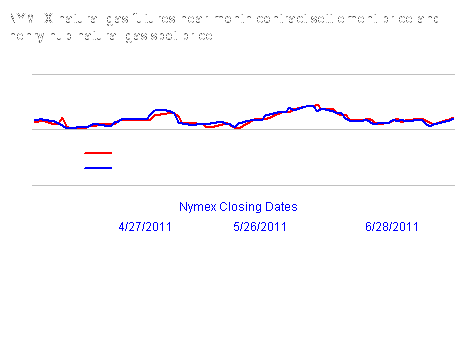 NYMEX natural gas futures near-month contract settlement price and
henry hub natural gas spot price
Nymex Closing Dates
4/27/2011 5/26/2011 6/28/2011